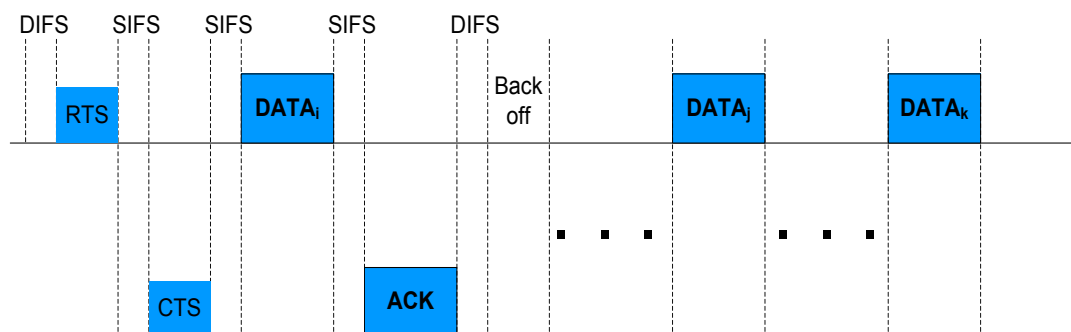 DIFS SIFS SIFS SIFS DIFS
RTS DATAi Back off DATAj DATAk
CTS ACK